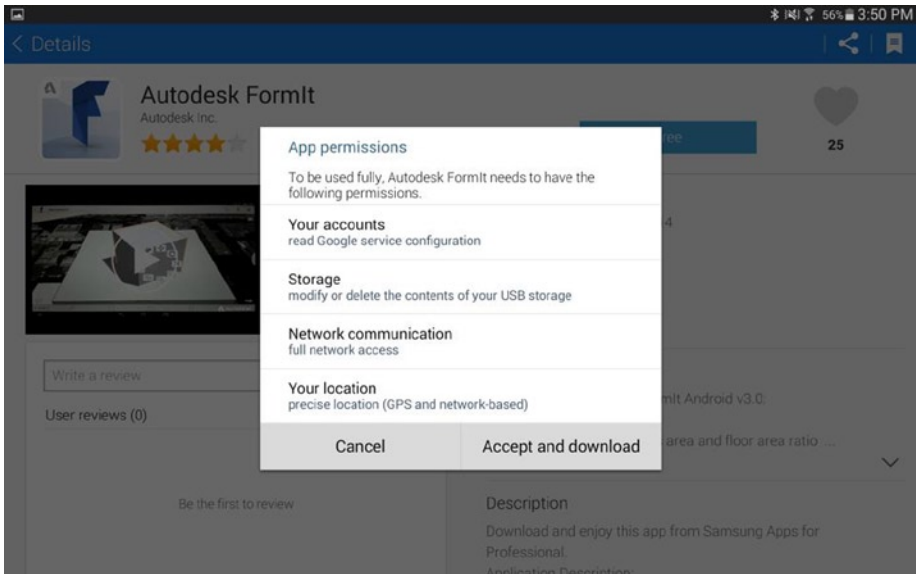 56% 3:50 PM
Details
Autodesk FormIt
Autodesk Inc.
ree
25
App permissions
To be used fully, Autodesk FormIt needs to have the
following permissions.
Your accounts
read Google service configuration
Storage
modify or delete the contents of your USB storage
Network communication
full network access
Your location
precise location (GPS and network-based)
Cancel
Accept and download
4
Write a review
User reviews (0)
Be the first to review
mIt Android v3.0:
area and floor area ratio ...
Description
Download and enjoy this app from Samsung Apps for
Professional.
Application Description: